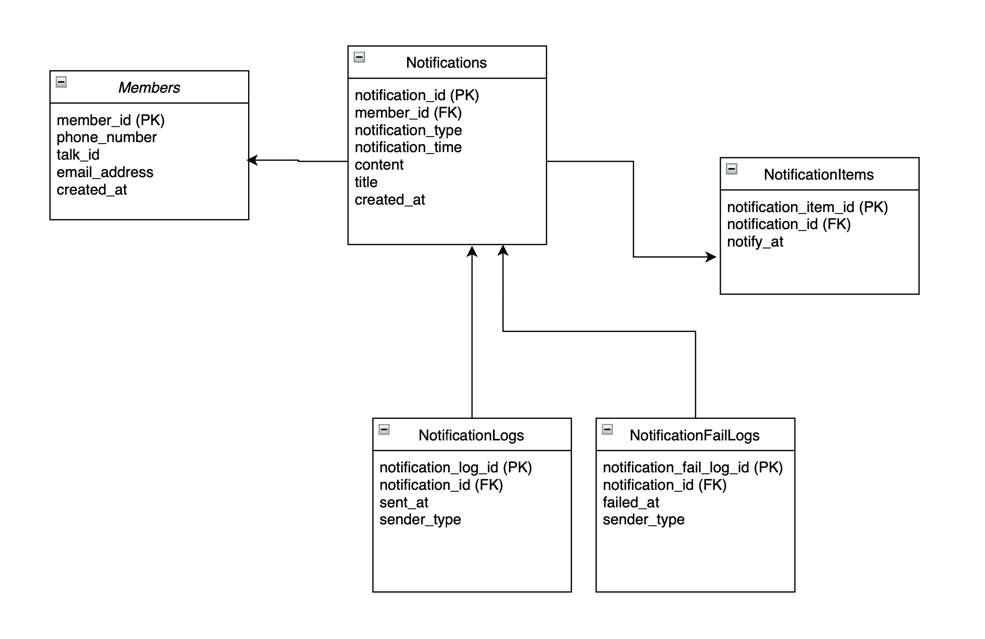 Members
member_id (PK)
phone_number
talk_id
email_address
created_at
Notifications
notification_id (PK)
member_id (FK)
notification_type
notification_time
content
title
created_at
NotificationItems
notification_item_id (PK)
notification_id (FK)
notify_at
NotificationLogs
notification_log_id (PK)
notification_id (FK)
sent_at
sender_type
NotificationFailLogs
notification_fail_log_id (PK)
notification_id (FK)
failed_at
sender_type